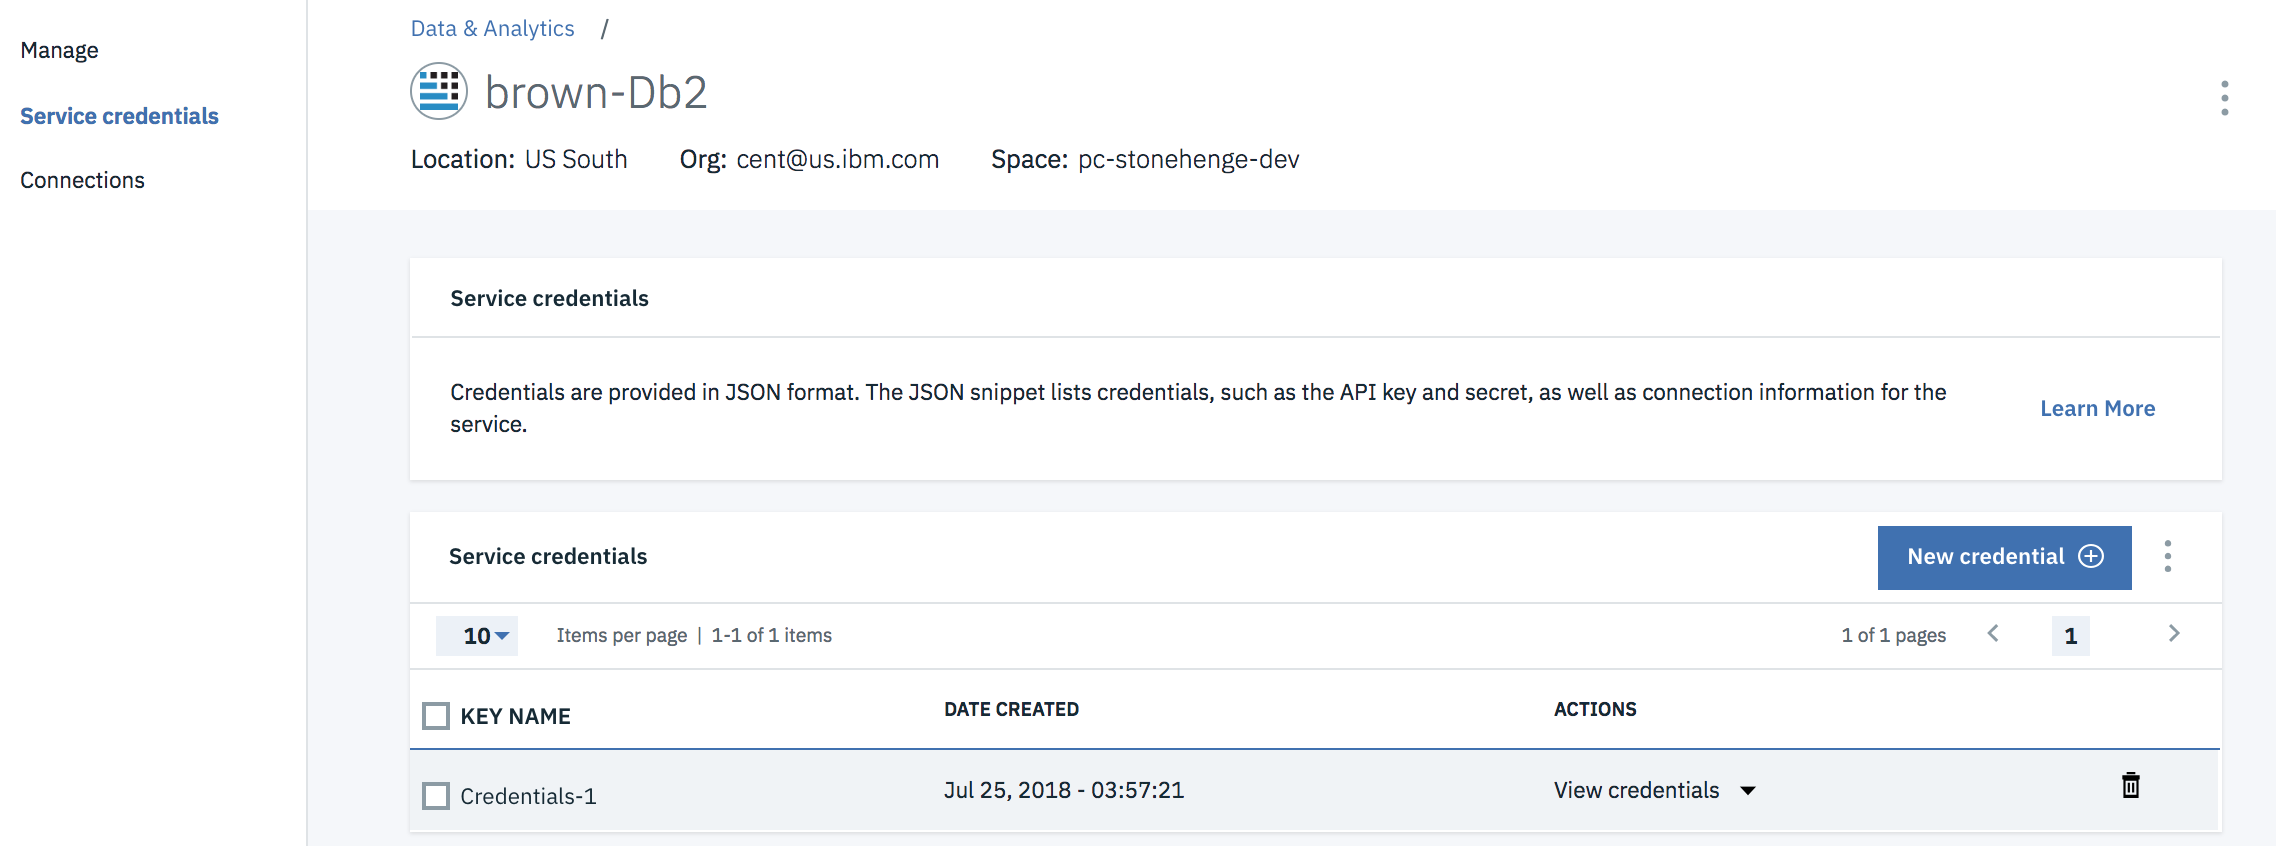 Manage
Service credentials
Connections
Data & Analytics /
brown-Db2
Location: US South Org: cent@us.ibm.com Space: pc-stonehenge-dev
Service credentials
Credentials are provided in JSON format. The JSON snippet lists credentials, such as the API key and secret, as well as connection information for the
service.
Learn More
Service credentials
New credential
10 Items per page | 1-1 of 1 items 1 of 1 pages 1
KEY NAME DATE CREATED ACTIONS
Credentials-1 Jul 25, 2018 - 03:57:21 View credentials